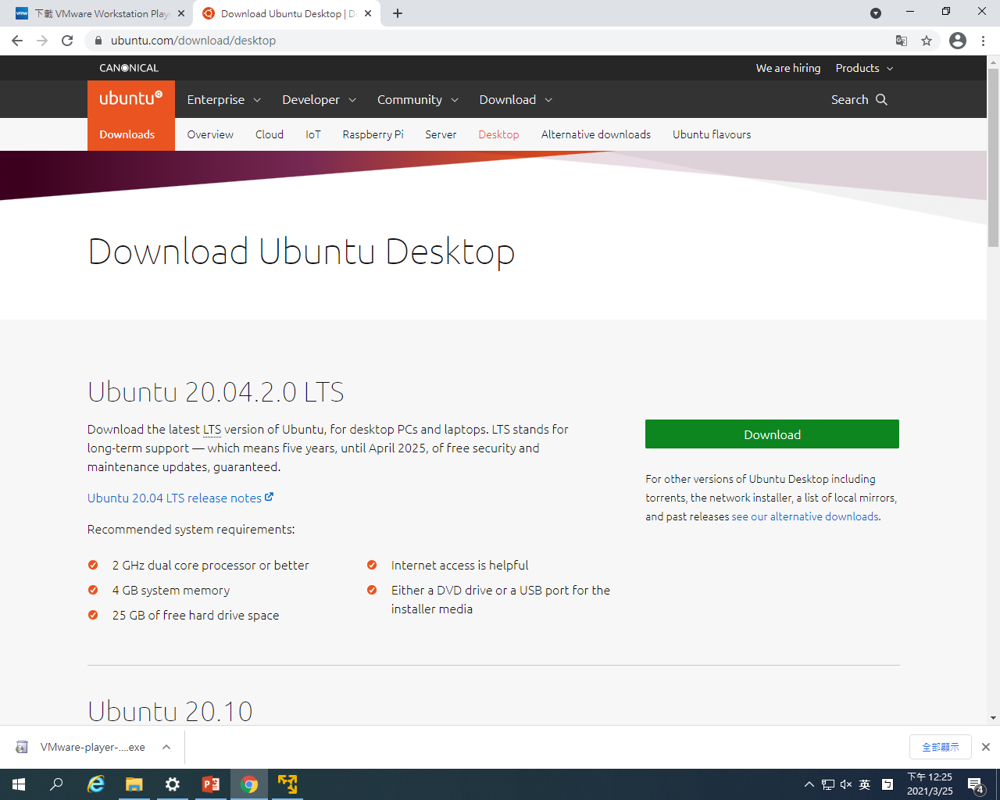 下載 VMware Workstation Play
Download Ubuntu Desktop | D
ubuntu.com/download/desktop
CANONICAL
We are hiring
Products
ubuntu
Enterprise
Developer
Community
Download
Search
Downloads
Overview
Cloud
IoT
Raspberry Pi
Server
Desktop
Alternative downloads
Ubuntu flavours
Download Ubuntu Desktop
Ubuntu 20.04.2.0 LTS
Download the latest LTS version of Ubuntu, for desktop PCs and laptops. LTS stands for
long-term support — which means five years, until April 2025, of free security and
maintenance updates, guaranteed.
Ubuntu 20.04 LTS release notes
Recommended system requirements:
2 GHz dual core processor or better
4 GB system memory
25 GB of free hard drive space
Internet access is helpful
Either a DVD drive or a USB port for the
installer media
Download
For other versions of Ubuntu Desktop including
torrents, the network installer, a list of local mirrors,
and past releases see our alternative downloads.
Ubuntu 20.10
VMware-player-....exe
全部顯示
英
ㄅ
下午 12:25
2021/3/25
4